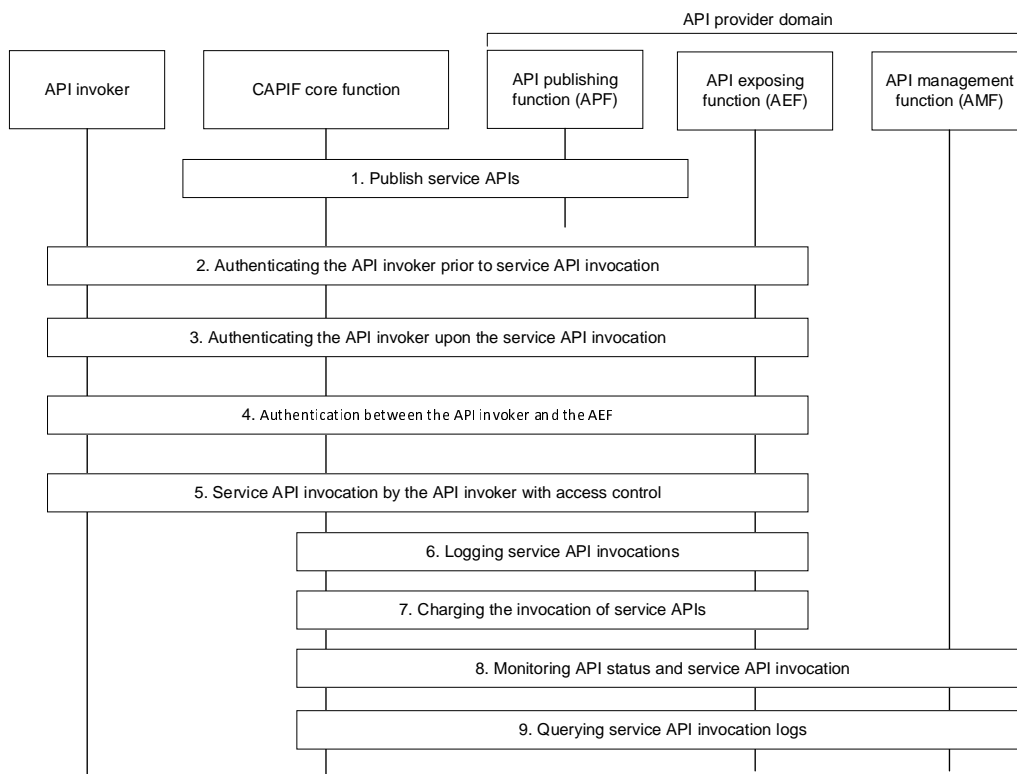 API provider domain
API invoker
CAPIF core function
API publishing
function (APF)
API exposing
function (AEF)
API management
function (AMF)
1. Publish service APIs
2. Authenticating the API invoker prior to service API invocation
3. Authenticating the API invoker upon the service API invocation
4. Authentication between the API invoker and the AEF
5. Service API invocation by the API invoker with access control
6. Logging service API invocations
7. Charging the invocation of service APIs
8. Monitoring API status and service API invocation
9. Querying service API invocation logs